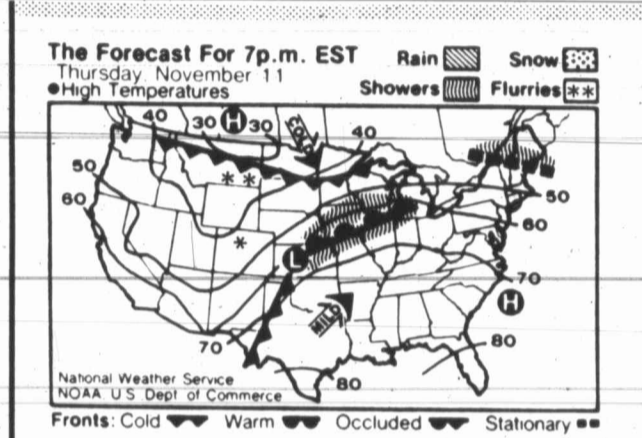 The Forecast For 7p.m. EST
Rain Snow
Thursday, November 11
●High Temperatures
Showers Flurries **
40 30 H 30 COLD 40
50
60
**
*
50
60
L
70
H
MILD
70
80
80
National Weather Service
NOAA U S Dept of Commerce
Fronts: Cold Warm Occluded Stationary